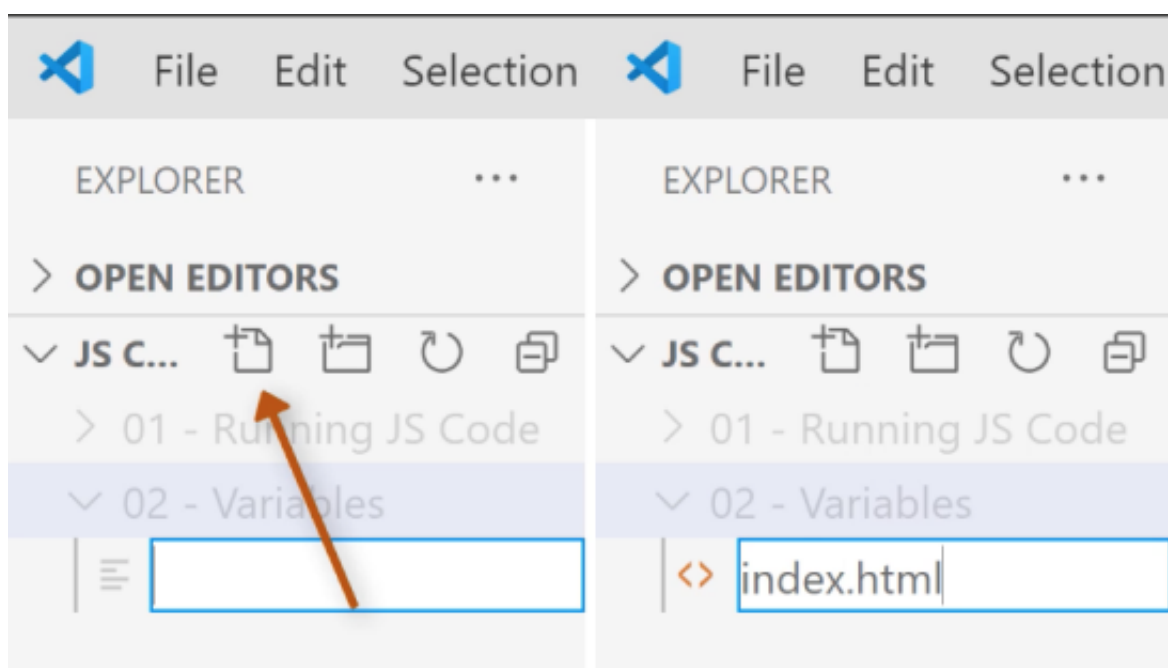 File Edit Selection
EXPLORER ...
OPEN EDITORS
JS C...
01 - Running JS Code
02 - Variables
File Edit Selection
EXPLORER ...
OPEN EDITORS
JS C...
01 - Running JS Code
02 - Variables
index.html